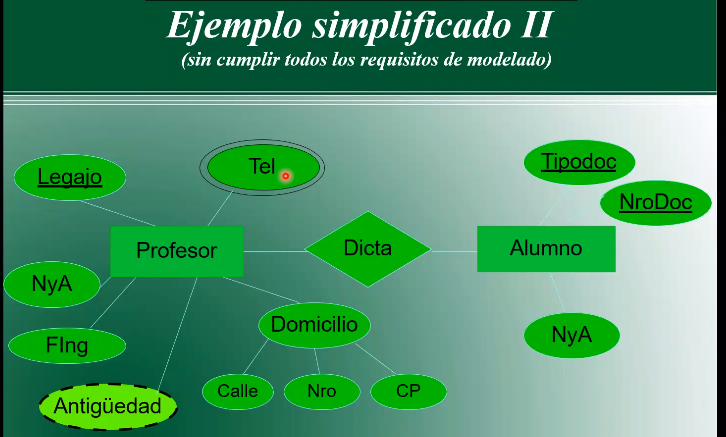 Ejemplo simplificado II
(sin cumplir todos los requisitos de modelado)
Tel
Tipodoc
Legajo
NroDoc
Profesor
Dicta
Alumno
NyA
Domicilio
NyA
FIng
Calle
Nro
CP
Antigüedad